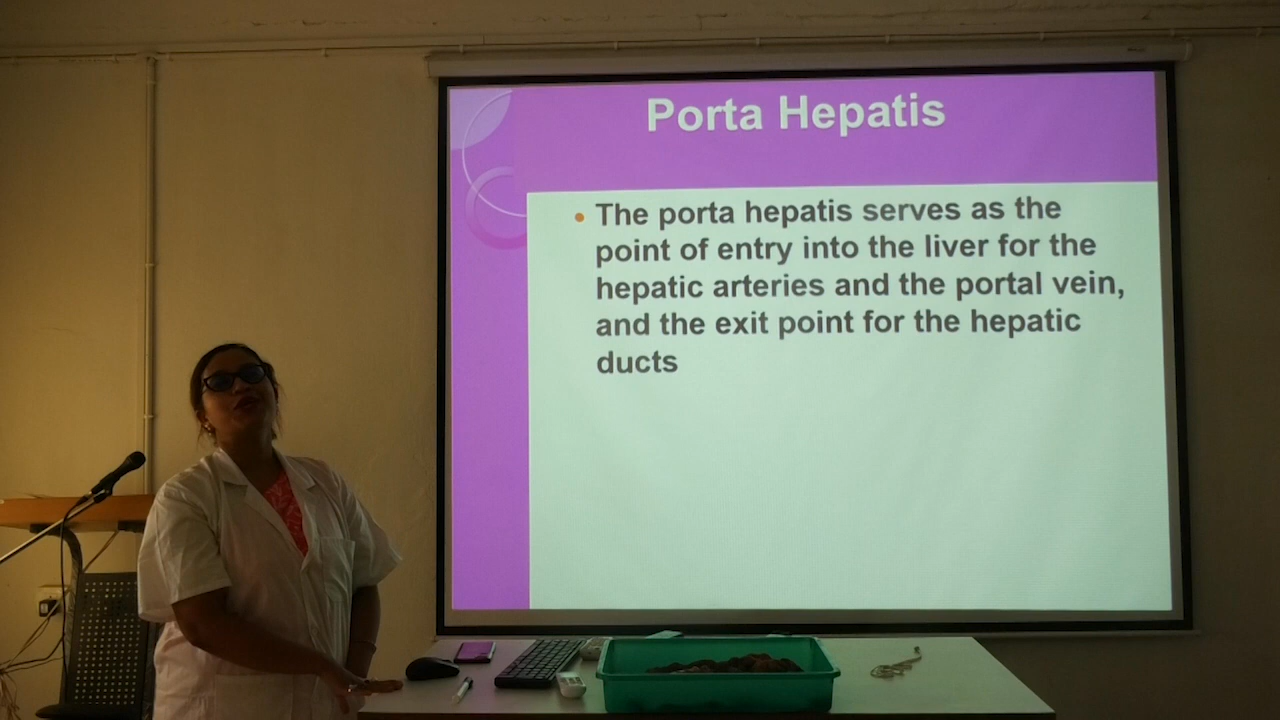 Porta Hepatis
• The porta hepatis serves as the
point of entry into the liver for the
hepatic arteries and the portal vein,
and the exit point for the hepatic
ducts